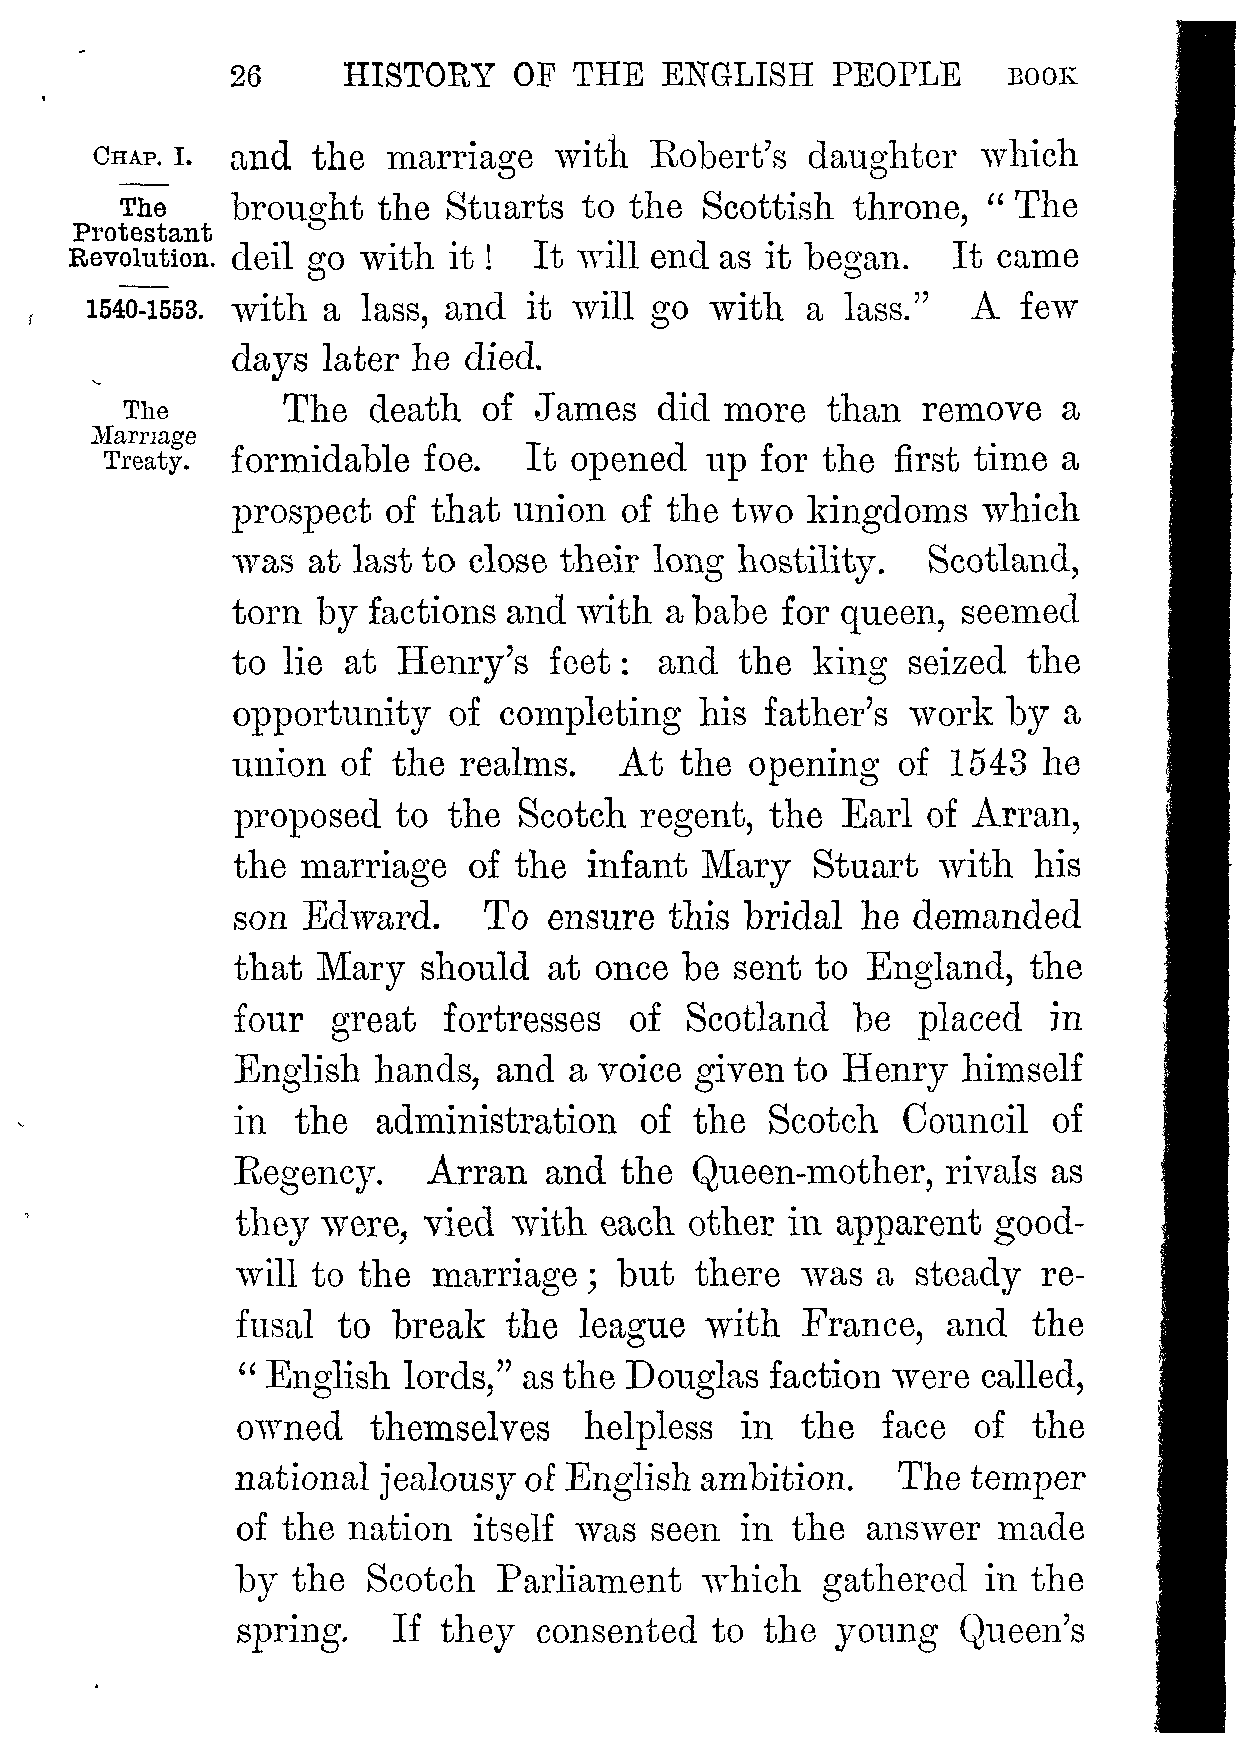 26 HISTORY OF THE ENGLISH PEOPLE BOOK
CHAP. I.
The
Protestant
Revolution.
1540-1553.
and the marriage with Robert's daughter which
brought the Stuarts to the Scottish throne, “ The
deil go with it ! It will end as it began. It came
with a lass, and it will go with a lass.” A few
days later he died.
The
Marriage
Treaty.
The death of James did more than remove a
formidable foe. It opened up for the first time a
prospect of that union of the two kingdoms which
was at last to close their long hostility. Scotland,
torn by factions and with a babe for queen, seemed
to lie at Henry's feet : and the king seized the
opportunity of completing his father's work by a
union of the realms. At the opening of 1543 he
proposed to the Scotch regent, the Earl of Arran,
the marriage of the infant Mary Stuart with his
son Edward. To ensure this bridal he demanded
that Mary should at once be sent to England, the
four great fortresses of Scotland be placed in
English hands, and a voice given to Henry himself
in the administration of the Scotch Council of
Regency. Arran and the Queen-mother, rivals as
they were, vied with each other in apparent good-
will to the marriage ; but there was a steady re-
fusal to break the league with France, and the
“ English lords,” as the Douglas faction were called,
owned themselves helpless in the face of the
national jealousy of English ambition. The temper
of the nation itself was seen in the answer made
by the Scotch Parliament which gathered in the
spring. If they consented to the young Queen's